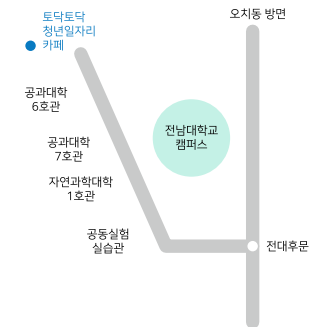 토닥토닥
청년일자리
카페
오치동 방면
공과대학
6호관
전남대학교
캠퍼스
공과대학
7호관
자연과학대학
1호관
공동실험
실습관
전대후문